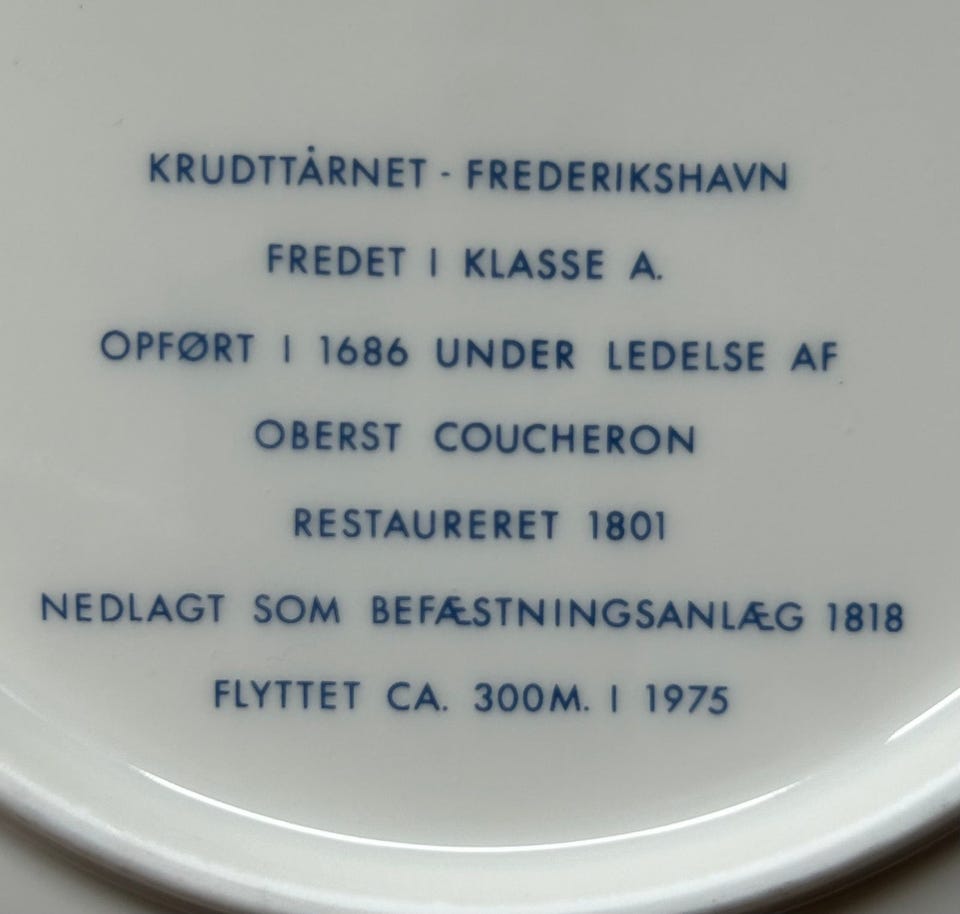 KRUDTTÅRNET - FREDERIKSHAVN
FREDET I KLASSE A.
OPFØRT I 1686 UNDER LEDELSE AF
OBERST COUCHERON
RESTAURERET 1801
NEDLAGT SOM BEFÆSTNINGSANLÆG 1818
FLYTTET CA. 300M. I 1975